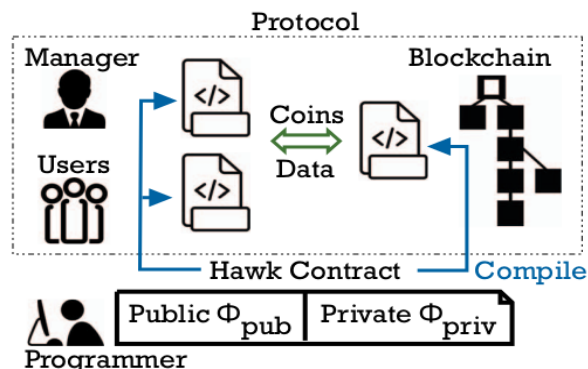 Protocol
Manager
Blockchain
</>
Coins
</>
Users
Data
</>
Hawk Contract
Compile
Public Φpub
Private Φpriv
Programmer